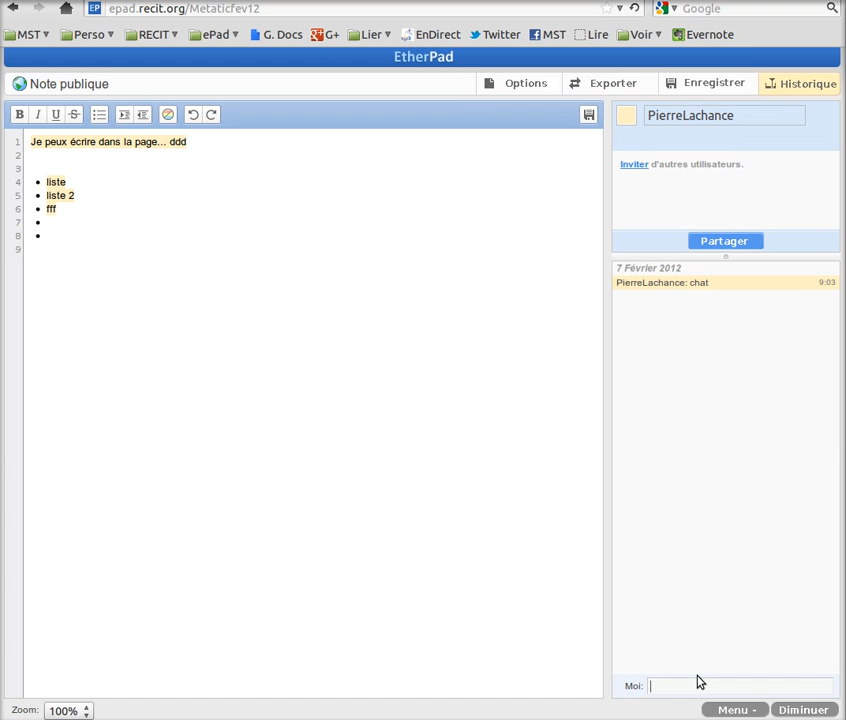 EP epad.recit.org/Metaticfev12 Google
MST Perso RECIT ePad G. Docs G+ Lier EnDirect Twitter MST Lire Voir Evernote
EtherPad
Note publique Options Exporter Enregistrer Historique
B I U S
PierreLachance
1 Je peux écrire dans la page... ddd
2
3
4 • liste
5 • liste 2
6 • fff
7 •
8 •
9
Inviter d'autres utilisateurs.
Partager
7 Février 2012
PierreLachance: chat 9:03
Moi:
Zoom: 100% Menu - Diminuer